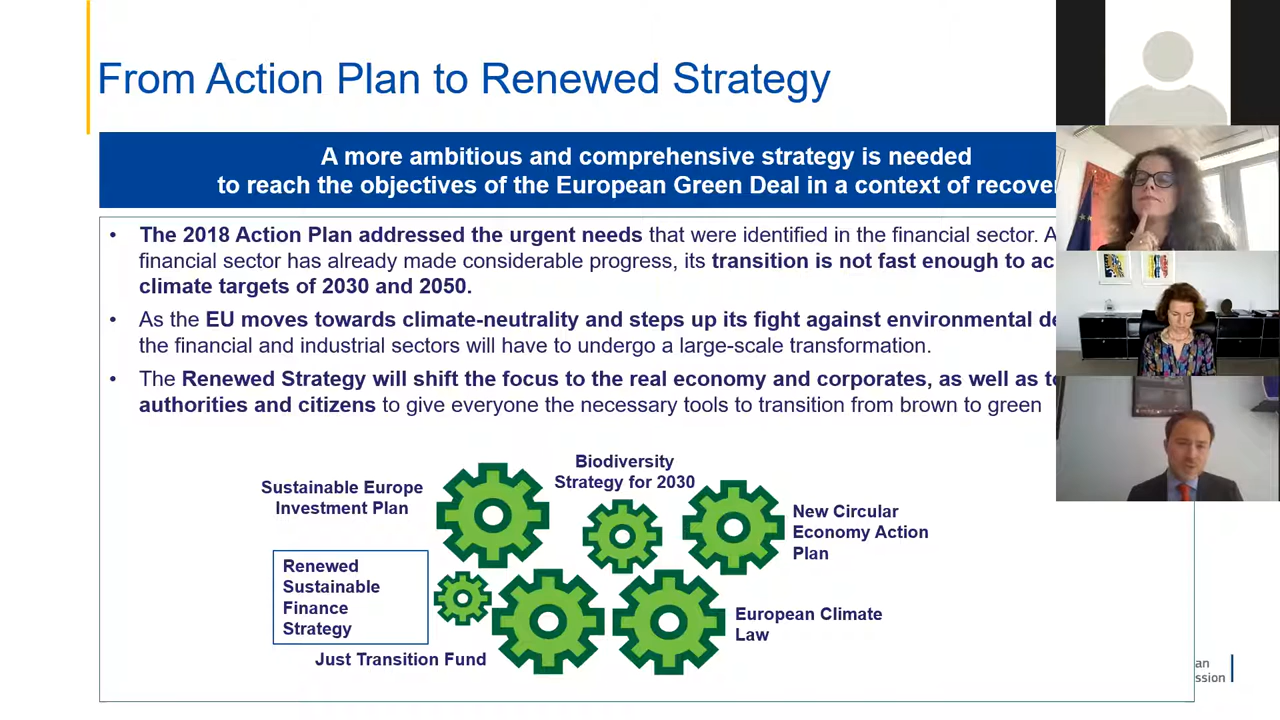 From Action Plan to Renewed Strategy
A more ambitious and comprehensive strategy is needed
to reach the objectives of the European Green Deal in a context of
The 2018 Action Plan addressed the urgent needs that were identified in the financial sector.
financial sector has already made considerable progress, its transition is not fast enough to
climate targets of 2030 and 2050.
As the EU moves towards climate-neutrality and steps up its fight against environmental
the financial and industrial sectors will have to undergo a large-scale transformation.
The Renewed Strategy will shift the focus to the real economy and corporates, as well as
authorities and citizens to give everyone the necessary tools to transition from brown to green
Biodiversity
Strategy for 2030
Sustainable Europe
Investment Plan
New Circular
Economy Action
Plan
Renewed
Sustainable
Finance
Strategy
European Climate
Law
Just Transition Fund